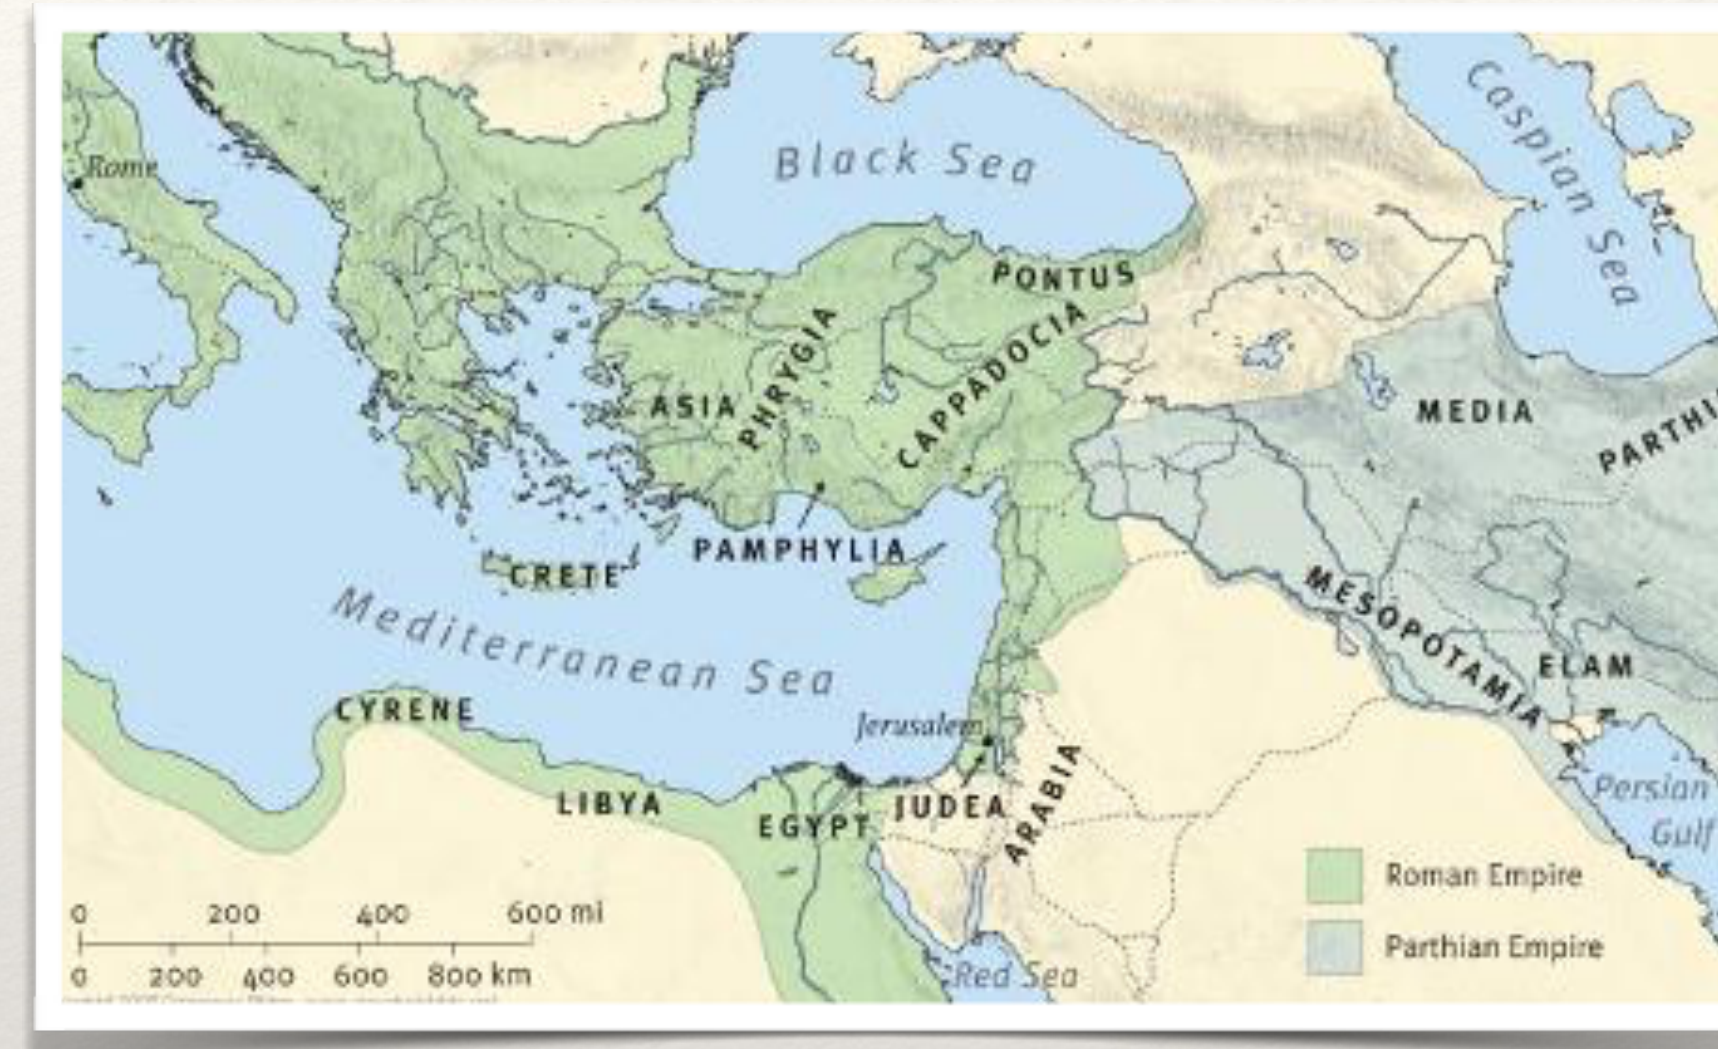 Caspian Sea
Black Sea
Rome
PONTUS
PHRYGIA
CAPPADOCIA
ASIA
MEDIA
PAMPHYLIA
CRETE
MESOPOTAMIA
Mediterranean Sea
ELAM
CYRENE
Jerusalem
ARABIA
LIBYA
EGYPT
JUDEA
Persian
Gulf
Roman Empire
Parthian Empire
0 200 400 600 mi
0 200 400 600 800 km
Red Sea